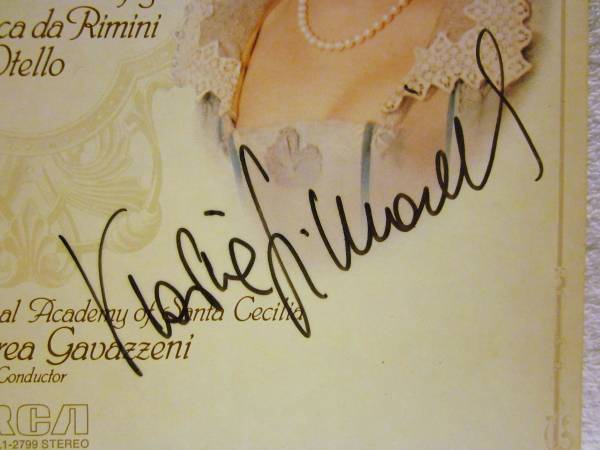 ca da Rimini
Otello
al Academy of Santa Cecilia
rea Gavazzeni
Conductor
RCA
L1-2799 STEREO